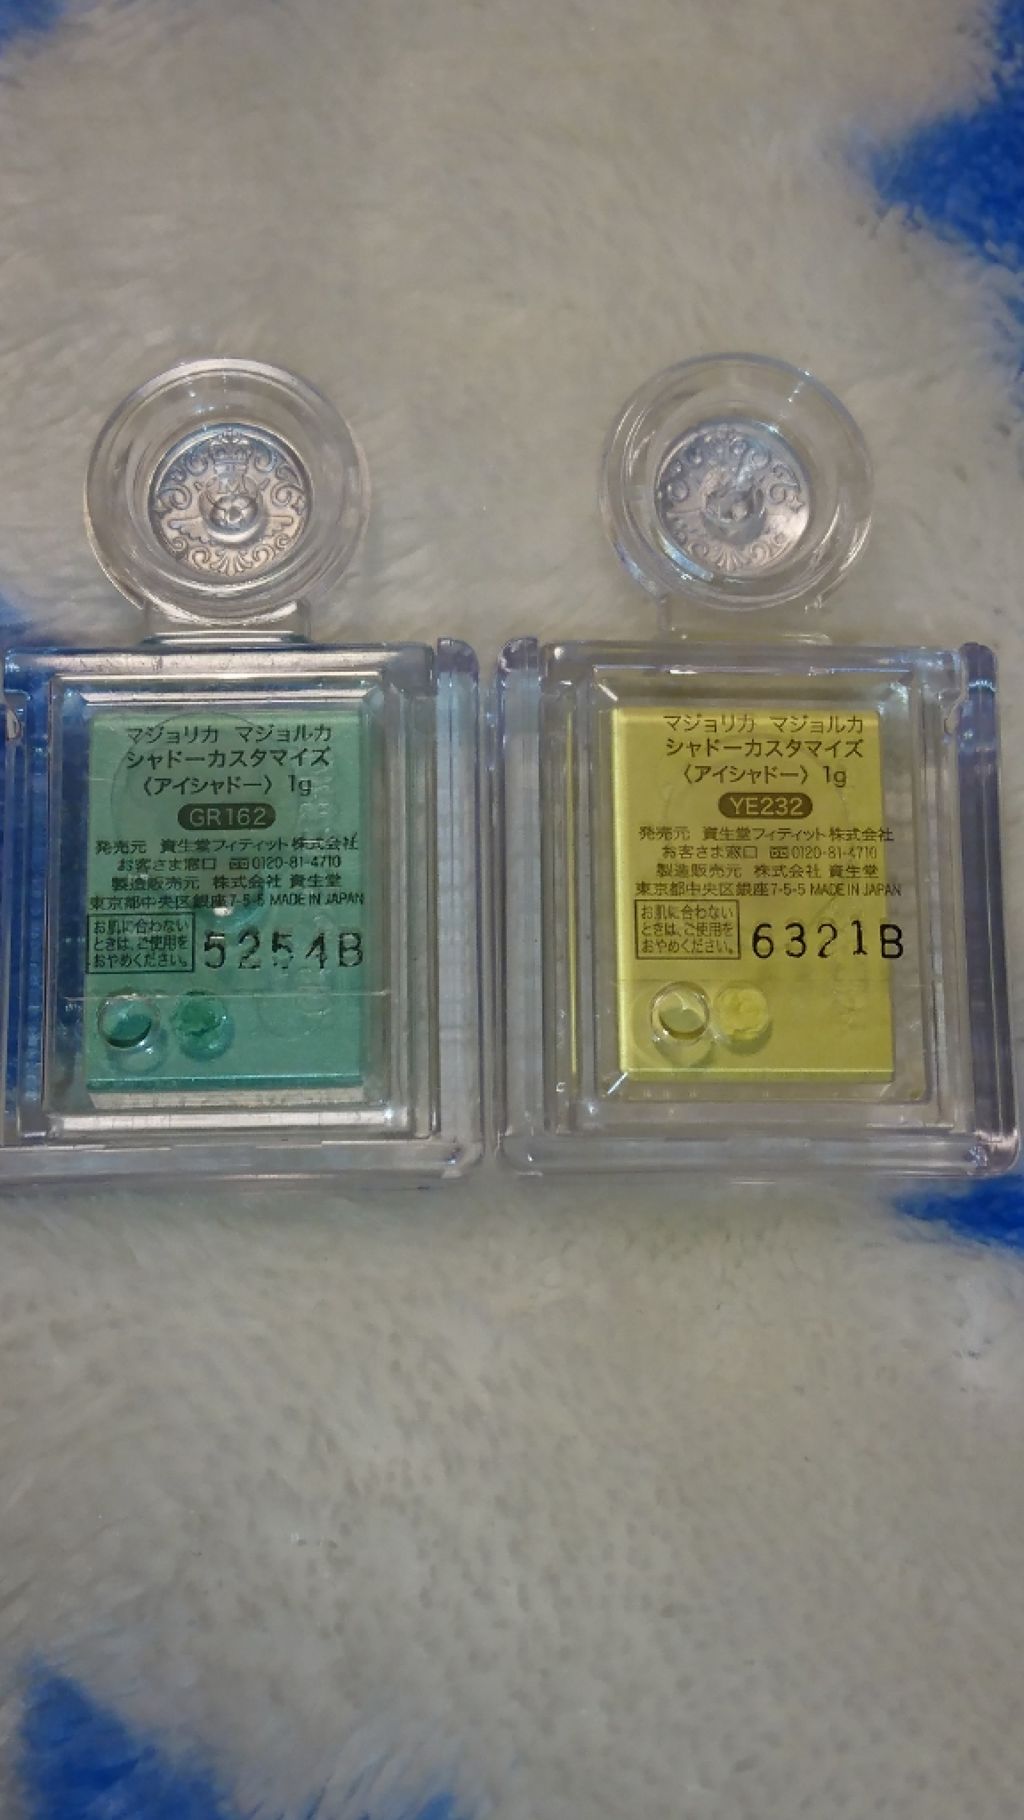 マジョリカ マジョルカ
シャドーカスタマイズ
〈アイシャドー〉 1g
GR162
発売元 資生堂フィティット株式会社
お客さま窓口 0120-81-4710
製造販売元 株式会社 資生堂
東京都中央区銀座7-5-5 MADE IN JAPAN
お肌に合わない
ときは、ご使用を
おやめください。
5254B
マジョリカ マジョルカ
シャドーカスタマイズ
〈アイシャドー〉 1g
YE232
発売元 資生堂フィティット株式会社
お客さま窓口 0120-81-4710
製造販売元 株式会社 資生堂
東京都中央区銀座7-5-5 MADE IN JAPAN
お肌に合わない
ときは、ご使用を
おやめください。
6321B